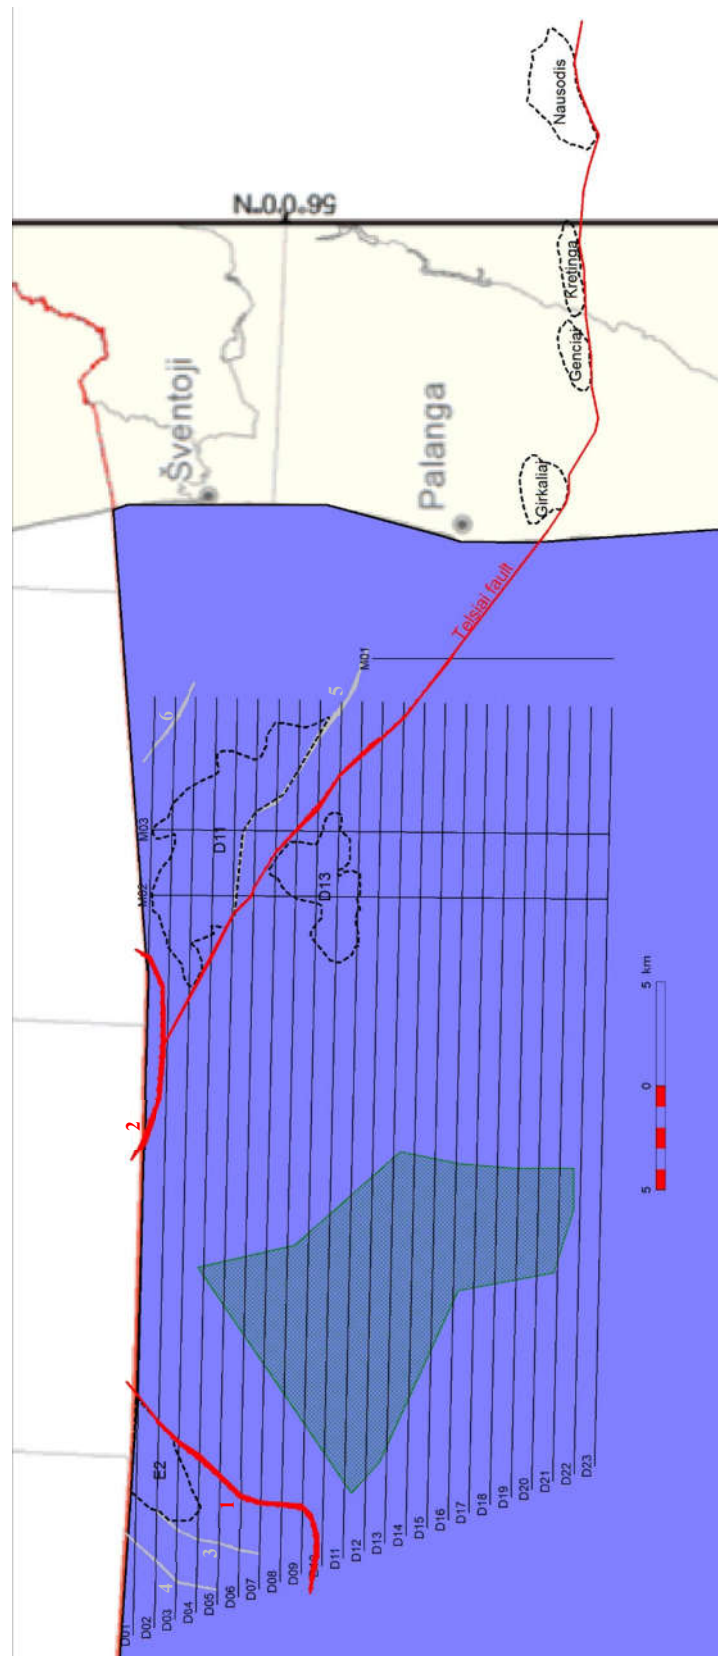 Nausodis
56°0'0"N
Kretinga
Genciai
Šventoji
Palanga
Girkaliai
Telsiai fault
M01
5
6
M03
D11
D13
M02
5 0 5 km
2
E2
1
3
4
D01
D02
D03
D04
D05
D06
D07
D08
D09
D10
D11
D12
D13
D14
D15
D16
D17
D18
D19
D20
D21
D22
D23